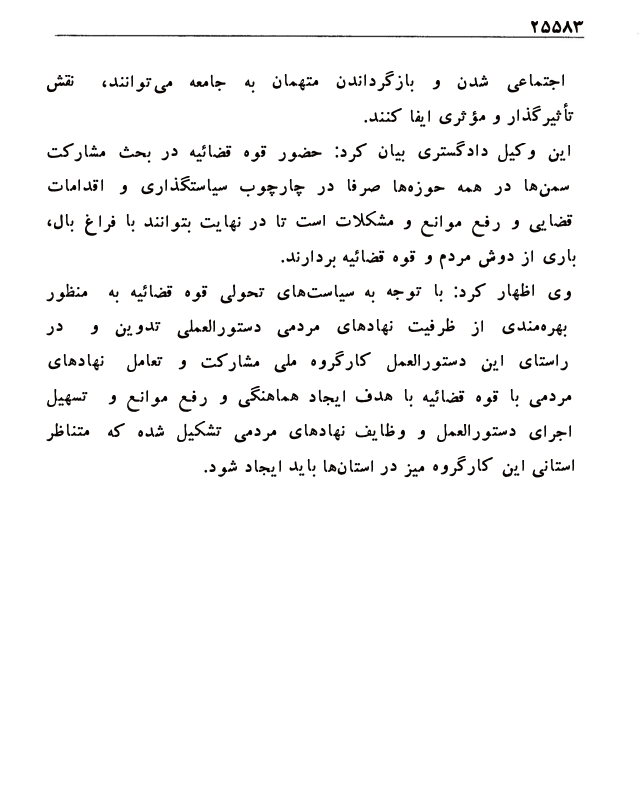 ۲۵۵۸۳
اجتماعی شدن و بازگرداندن متهمان به جامعه می‌توانند، نقش
تأثیرگذار و مؤثری ایفا کنند.
این وکیل دادگستری بیان کرد: حضور قوه قضائیه در بحث مشارکت
سمن‌ها در همه حوزه‌ها صرفا در چارچوب سیاستگذاری و اقدامات
قضایی و رفع موانع و مشکلات است تا در نهایت بتوانند با فراغ بال،
باری از دوش مردم و قوه قضائیه بردارند.
وی اظهار کرد: با توجه به سیاست‌های تحولی قوه قضائیه به منظور
بهره‌مندی از ظرفیت نهادهای مردمی دستورالعملی تدوین و در
راستای این دستورالعمل کارگروه ملی مشارکت و تعامل نهادهای
مردمی با قوه قضائیه با هدف ایجاد هماهنگی و رفع موانع و تسهیل
اجرای دستورالعمل و وظایف نهادهای مردمی تشکیل شده که متناظر
استانی این کارگروه میز در استان‌ها باید ایجاد شود.